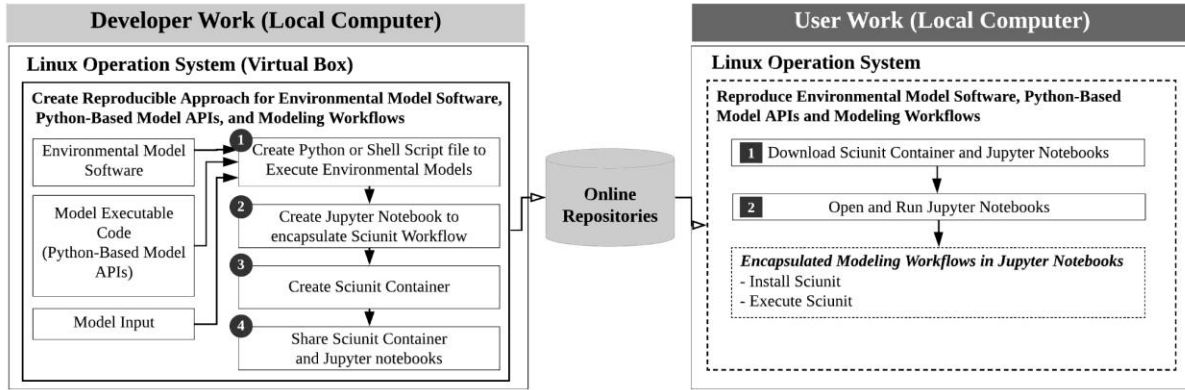 Developer Work (Local Computer)
Linux Operation System (Virtual Box)
Create Reproducible Approach for Environmental Model Software,
Python-Based Model APIs, and Modeling Workflows
Environmental Model
Software
Model Executable
Code
(Python-Based Model
APIs)
Model Input
1
Create Python or Shell Script file to
Execute Environmental Models
2
Create Jupyter Notebook to
encapsulate Sciunit Workflow
3
Create Sciunit Container
4
Share Sciunit Container
and Jupyter notebooks
Online
Repositories
User Work (Local Computer)
Linux Operation System
Reproduce Environmental Model Software, Python-Based
Model APIs and Modeling Workflows
1 Download Sciunit Container and Jupyter Notebooks
2 Open and Run Jupyter Notebooks
Encapsulated Modeling Workflows in Jupyter Notebooks
- Install Sciunit
- Execute Sciunit